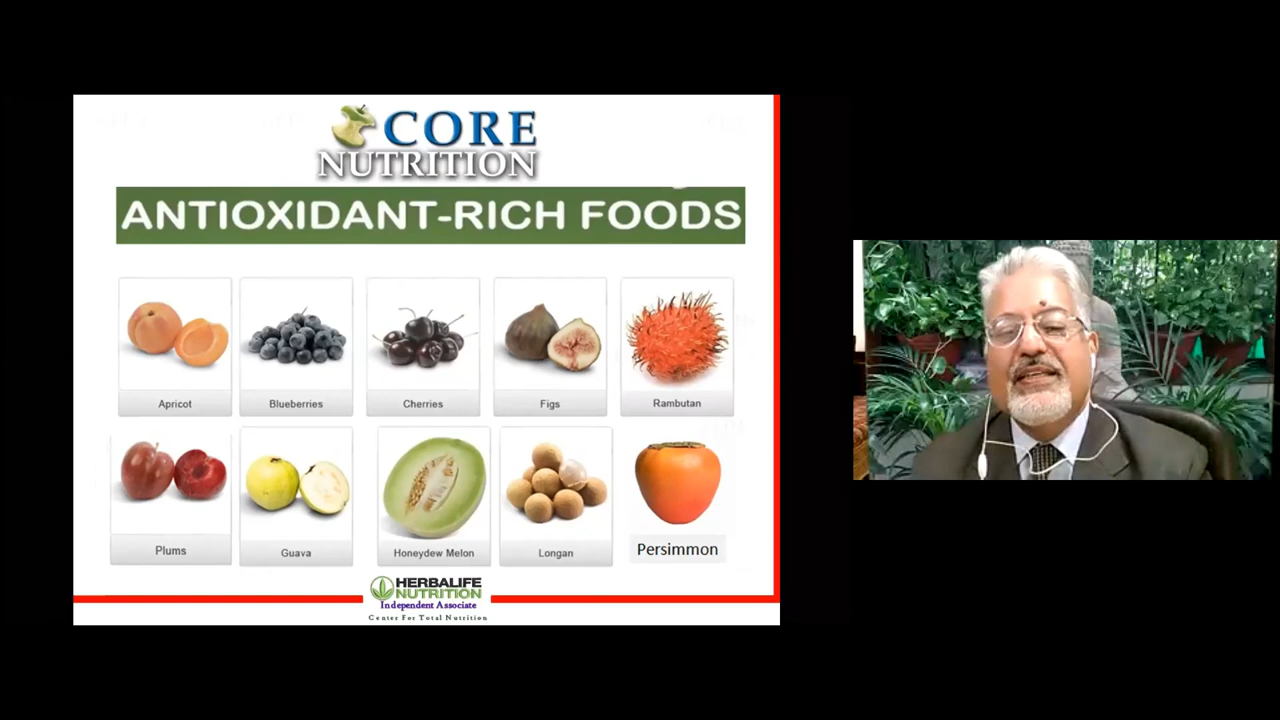 CORE
NUTRITION
ANTIOXIDANT-RICH FOODS
Apricot
Blueberries
Cherries
Figs
Rambutan
Plums
Guava
Honeydew Melon
Longan
Persimmon
HERBALIFE
NUTRITION
Independent Associate
Center For Total Nutrition